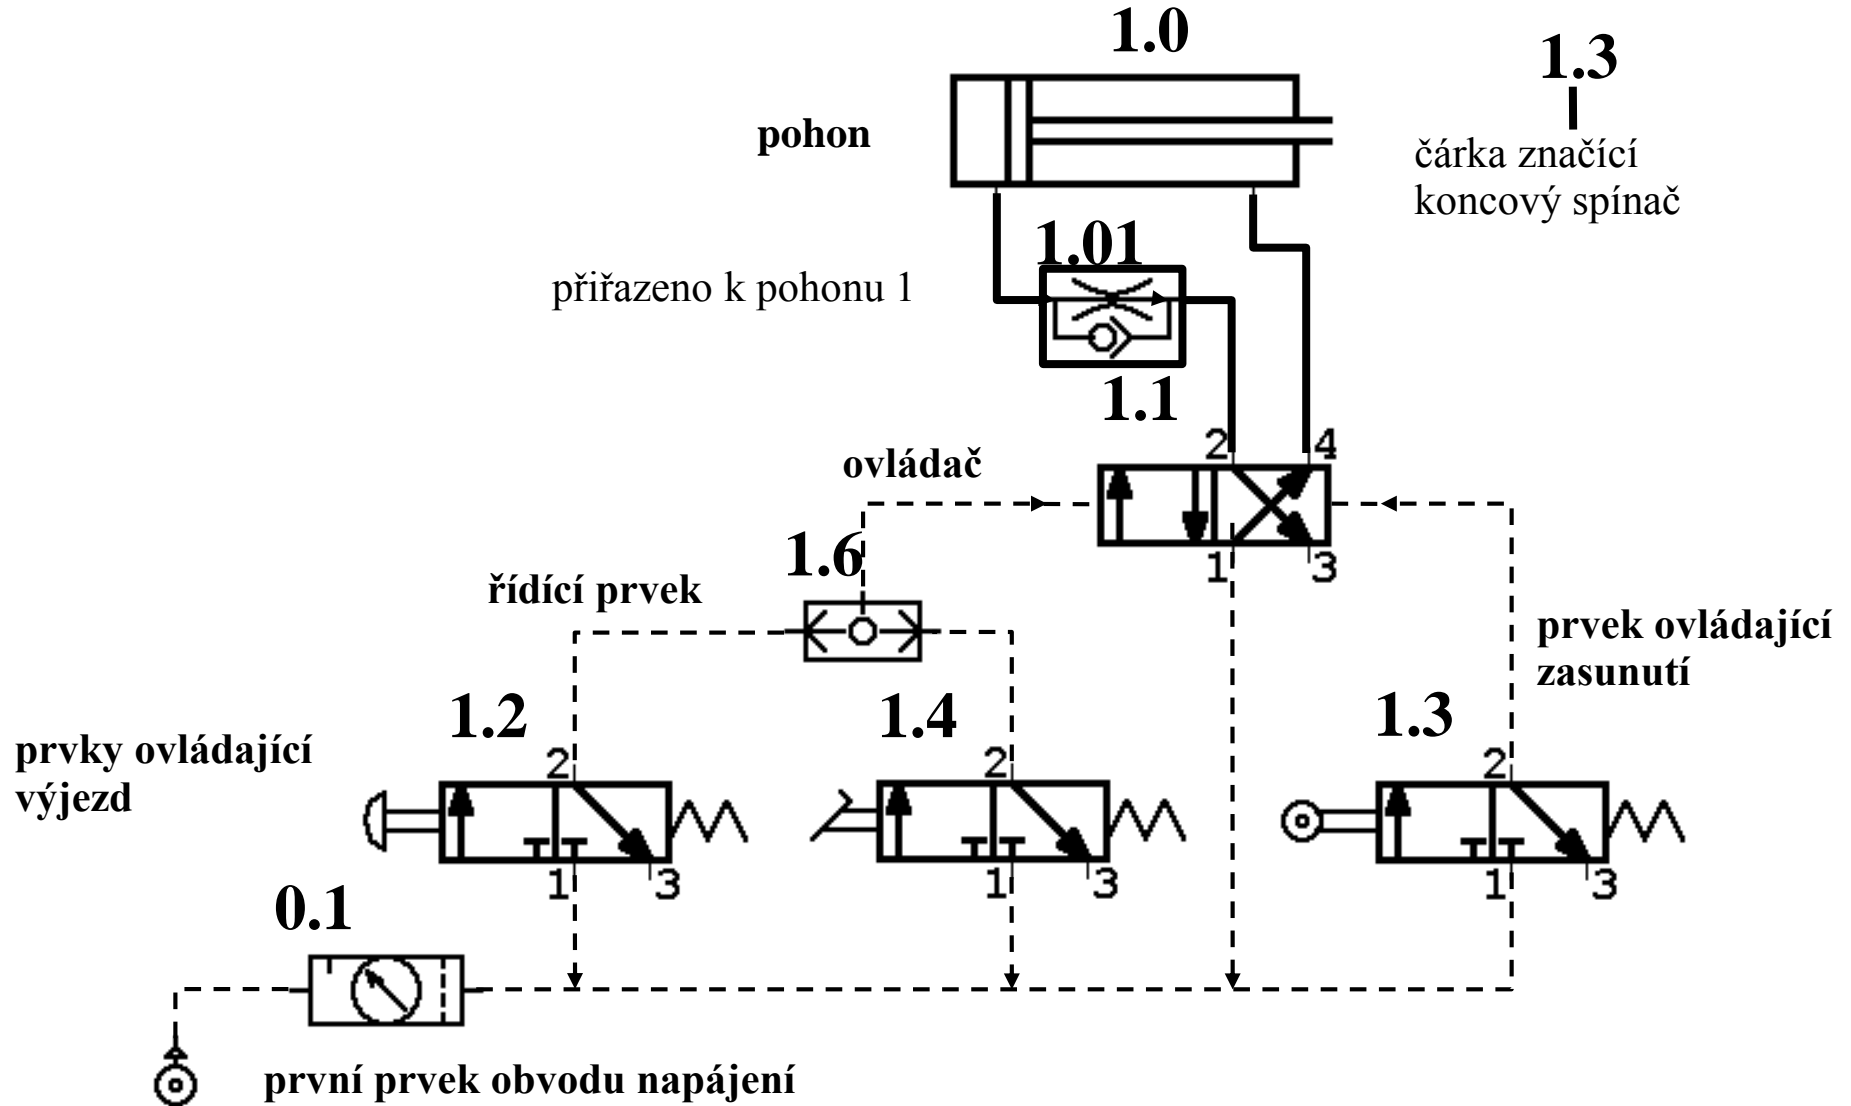 1.0
1.3
pohon
čárka značící
koncový spínač
1.01
přiřazeno k pohonu 1
1.1
2 4
ovládač
1.6
1 3
řídící prvek
prvek ovládající
zasunutí
1.2 1.4 1.3
prvky ovládající
výjezd
2 2 2
1 3 1 3 1 3
0.1
první prvek obvodu napájení